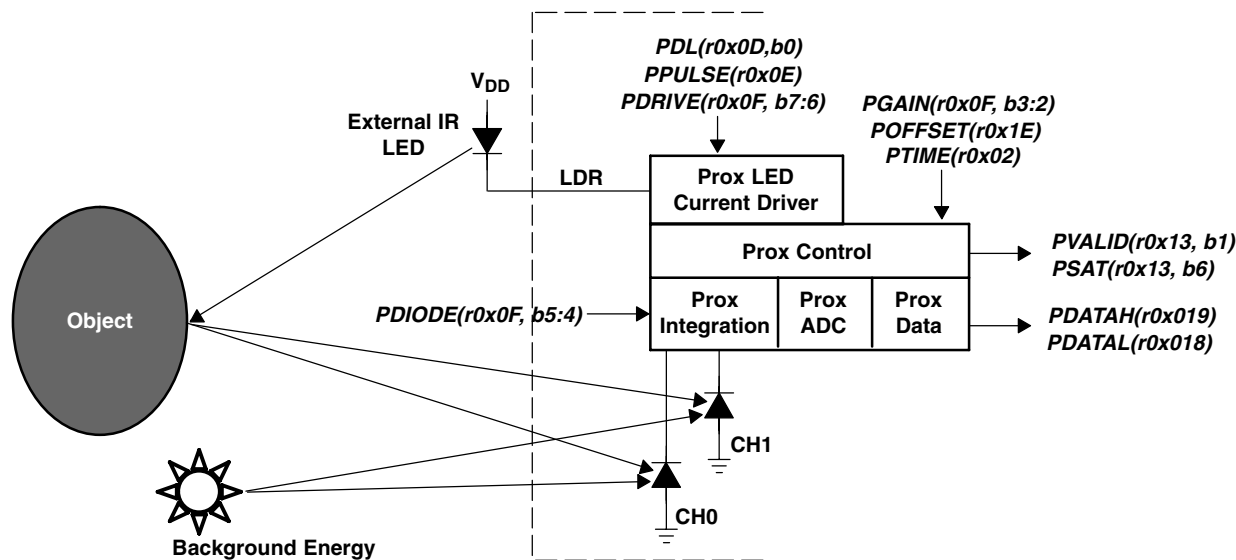 PDL(r0x0D,b0)
PPULSE(r0x0E)
PDRIVE(r0x0F, b7:6)
VDD
External IR
LED
PGAIN(r0x0F, b3:2)
POFFSET(r0x1E)
PTIME(r0x02)
LDR
Prox LED
Current Driver
Prox Control
PVALID(r0x13, b1)
PSAT(r0x13, b6)
Object
PDIODE(r0x0F, b5:4)
Prox
Integration
Prox
ADC
Prox
Data
PDATAH(r0x019)
PDATAL(r0x018)
CH1
CH0
Background Energy